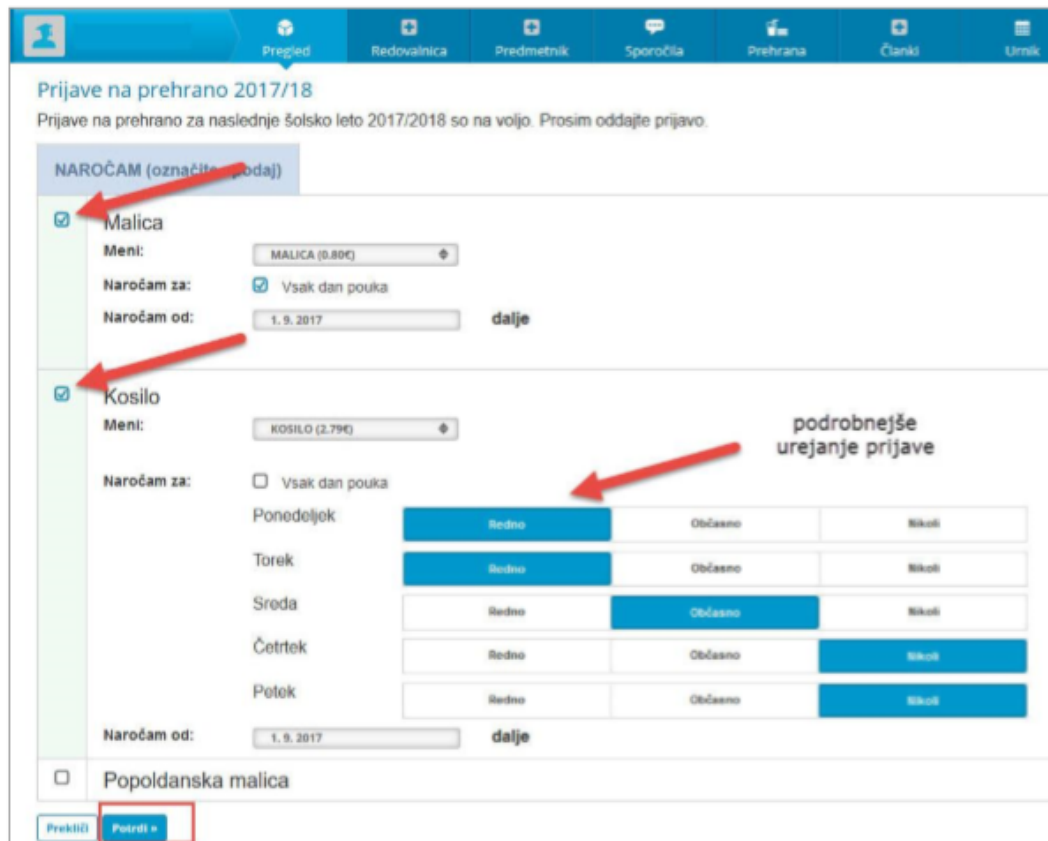 Pregled Redovalnica Predmetnik Sporočila Prehrana Članki Urnik
Prijave na prehrano 2017/18
Prijave na prehrano za naslednje šolsko leto 2017/2018 so na voljo. Prosim oddajte prijavo.
NAROČAM (označite podaj)
Malica
Meni: MALICA (0.80€)
Naročam za: Vsak dan pouka
Naročam od: 1. 9. 2017 dalje
Kosilo
Meni: KOSILO (2.79€)
podrobnejše
urejanje prijave
Naročam za: Vsak dan pouka
Ponedeljek Redno Občasno Nikoli
Torek Redno Občasno Nikoli
Sreda Redno Občasno Nikoli
Četrtek Redno Občasno Nikoli
Petek Redno Občasno Nikoli
Naročam od: 1. 9. 2017 dalje
Popoldanska malica
Prekliči Potrdi »